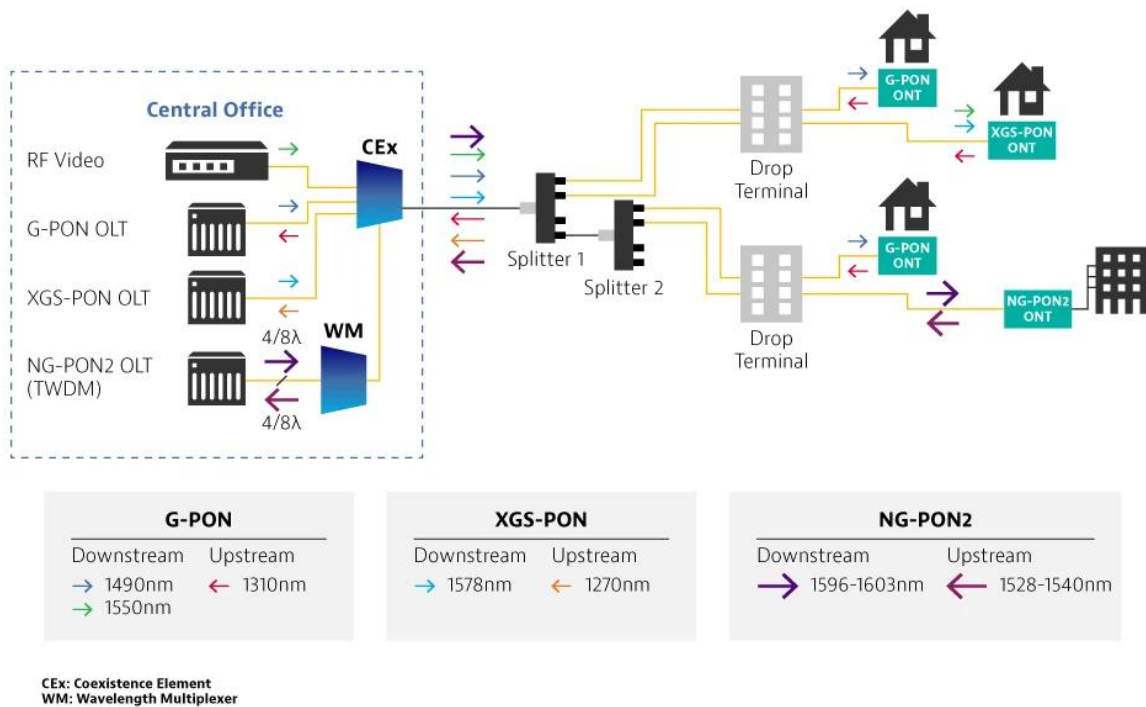 Central Office
RF Video
CEx
G-PON OLT
XGS-PON OLT
4/8λ
WM
NG-PON2 OLT
(TWDM)
4/8λ
Splitter 1
Splitter 2
Drop
Terminal
G-PON
ONT
XGS-PON
ONT
Drop
Terminal
G-PON
ONT
NG-PON2
ONT
G-PON
Downstream Upstream
1490nm 1310nm
1550nm
XGS-PON
Downstream Upstream
1578nm 1270nm
NG-PON2
Downstream Upstream
1596-1603nm 1528-1540nm
CEx: Coexistence Element
WM: Wavelength Multiplexer